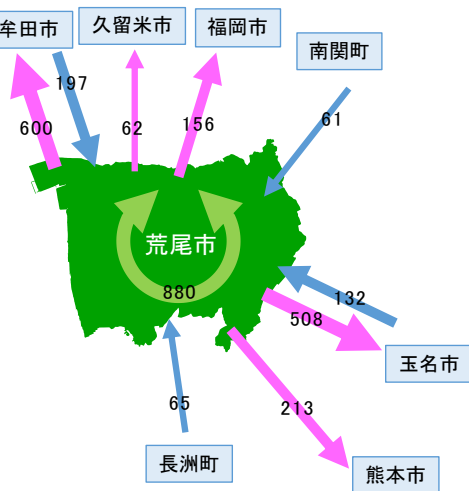 牟田市
久留米市
福岡市
南関町
197
600
62
156
61
荒尾市
880
132
508
玉名市
65
213
長洲町
熊本市